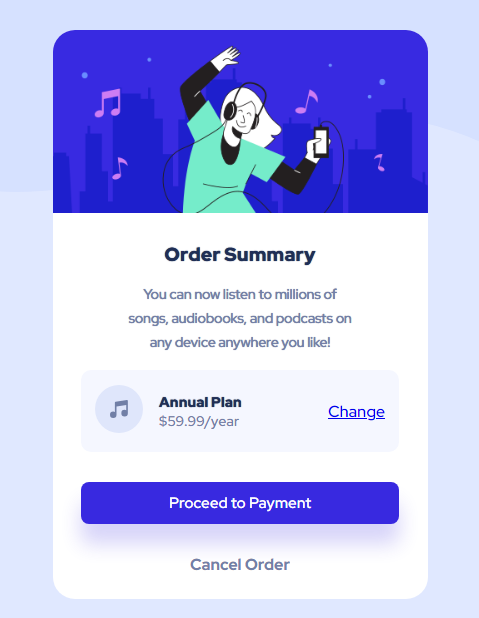 Order Summary
You can now listen to millions of
songs, audiobooks, and podcasts on
any device anywhere you like!
Annual Plan
$59.99/year
Change
Proceed to Payment
Cancel Order